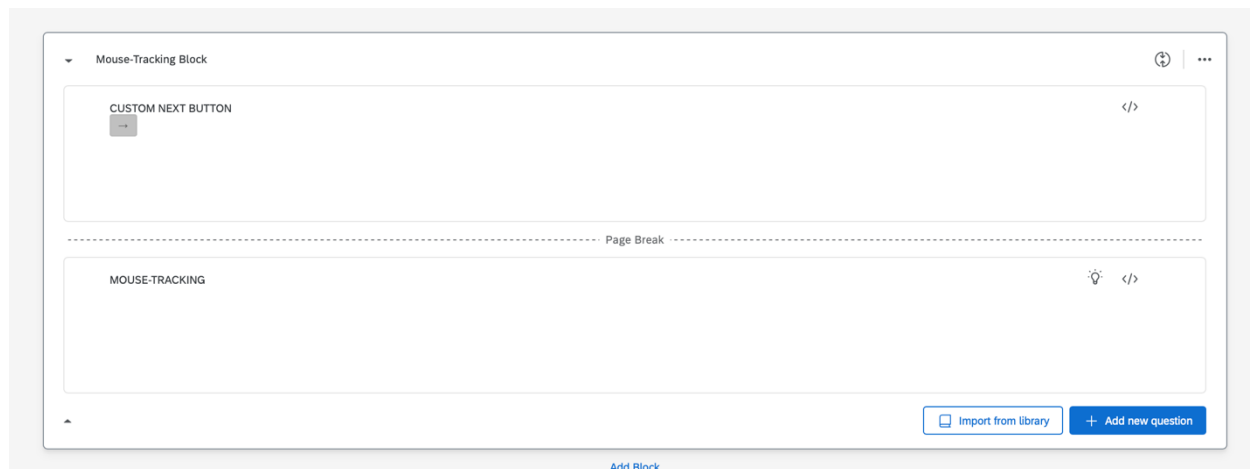 Mouse-Tracking Block
CUSTOM NEXT BUTTON
→
Page Break
MOUSE-TRACKING
</>
Import from library
+ Add new question
Add Block